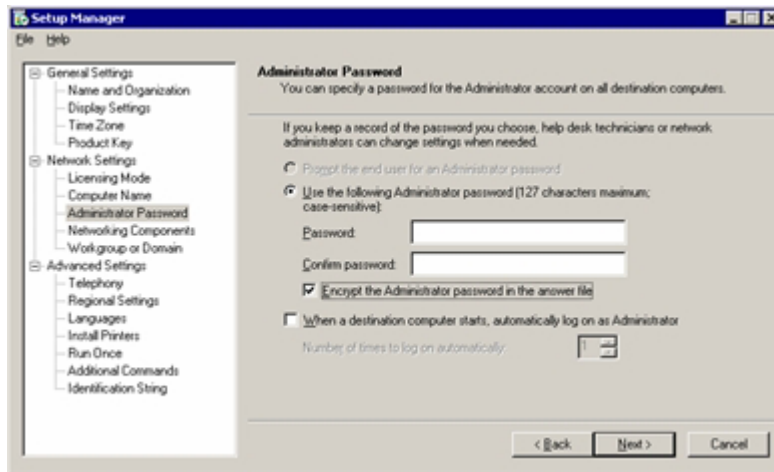 Setup Manager
File Help
General Settings
Name and Organization
Display Settings
Time Zone
Product Key
Network Settings
Licensing Mode
Computer Name
Administrator Password
Networking Components
Workgroup or Domain
Advanced Settings
Telephony
Regional Settings
Languages
Install Printers
Run Once
Additional Commands
Identification String
Administrator Password
You can specify a password for the Administrator account on all destination computers.
If you keep a record of the password you choose, help desk technicians or network
administrators can change settings when needed.
Prompt the end user for an Administrator password
Use the following Administrator password (127 characters maximum;
case-sensitive):
Password:
Confirm password:
Encrypt the Administrator password in the answer file
When a destination computer starts, automatically log on as Administrator
Number of times to log on automatically: 1
< Back Next > Cancel